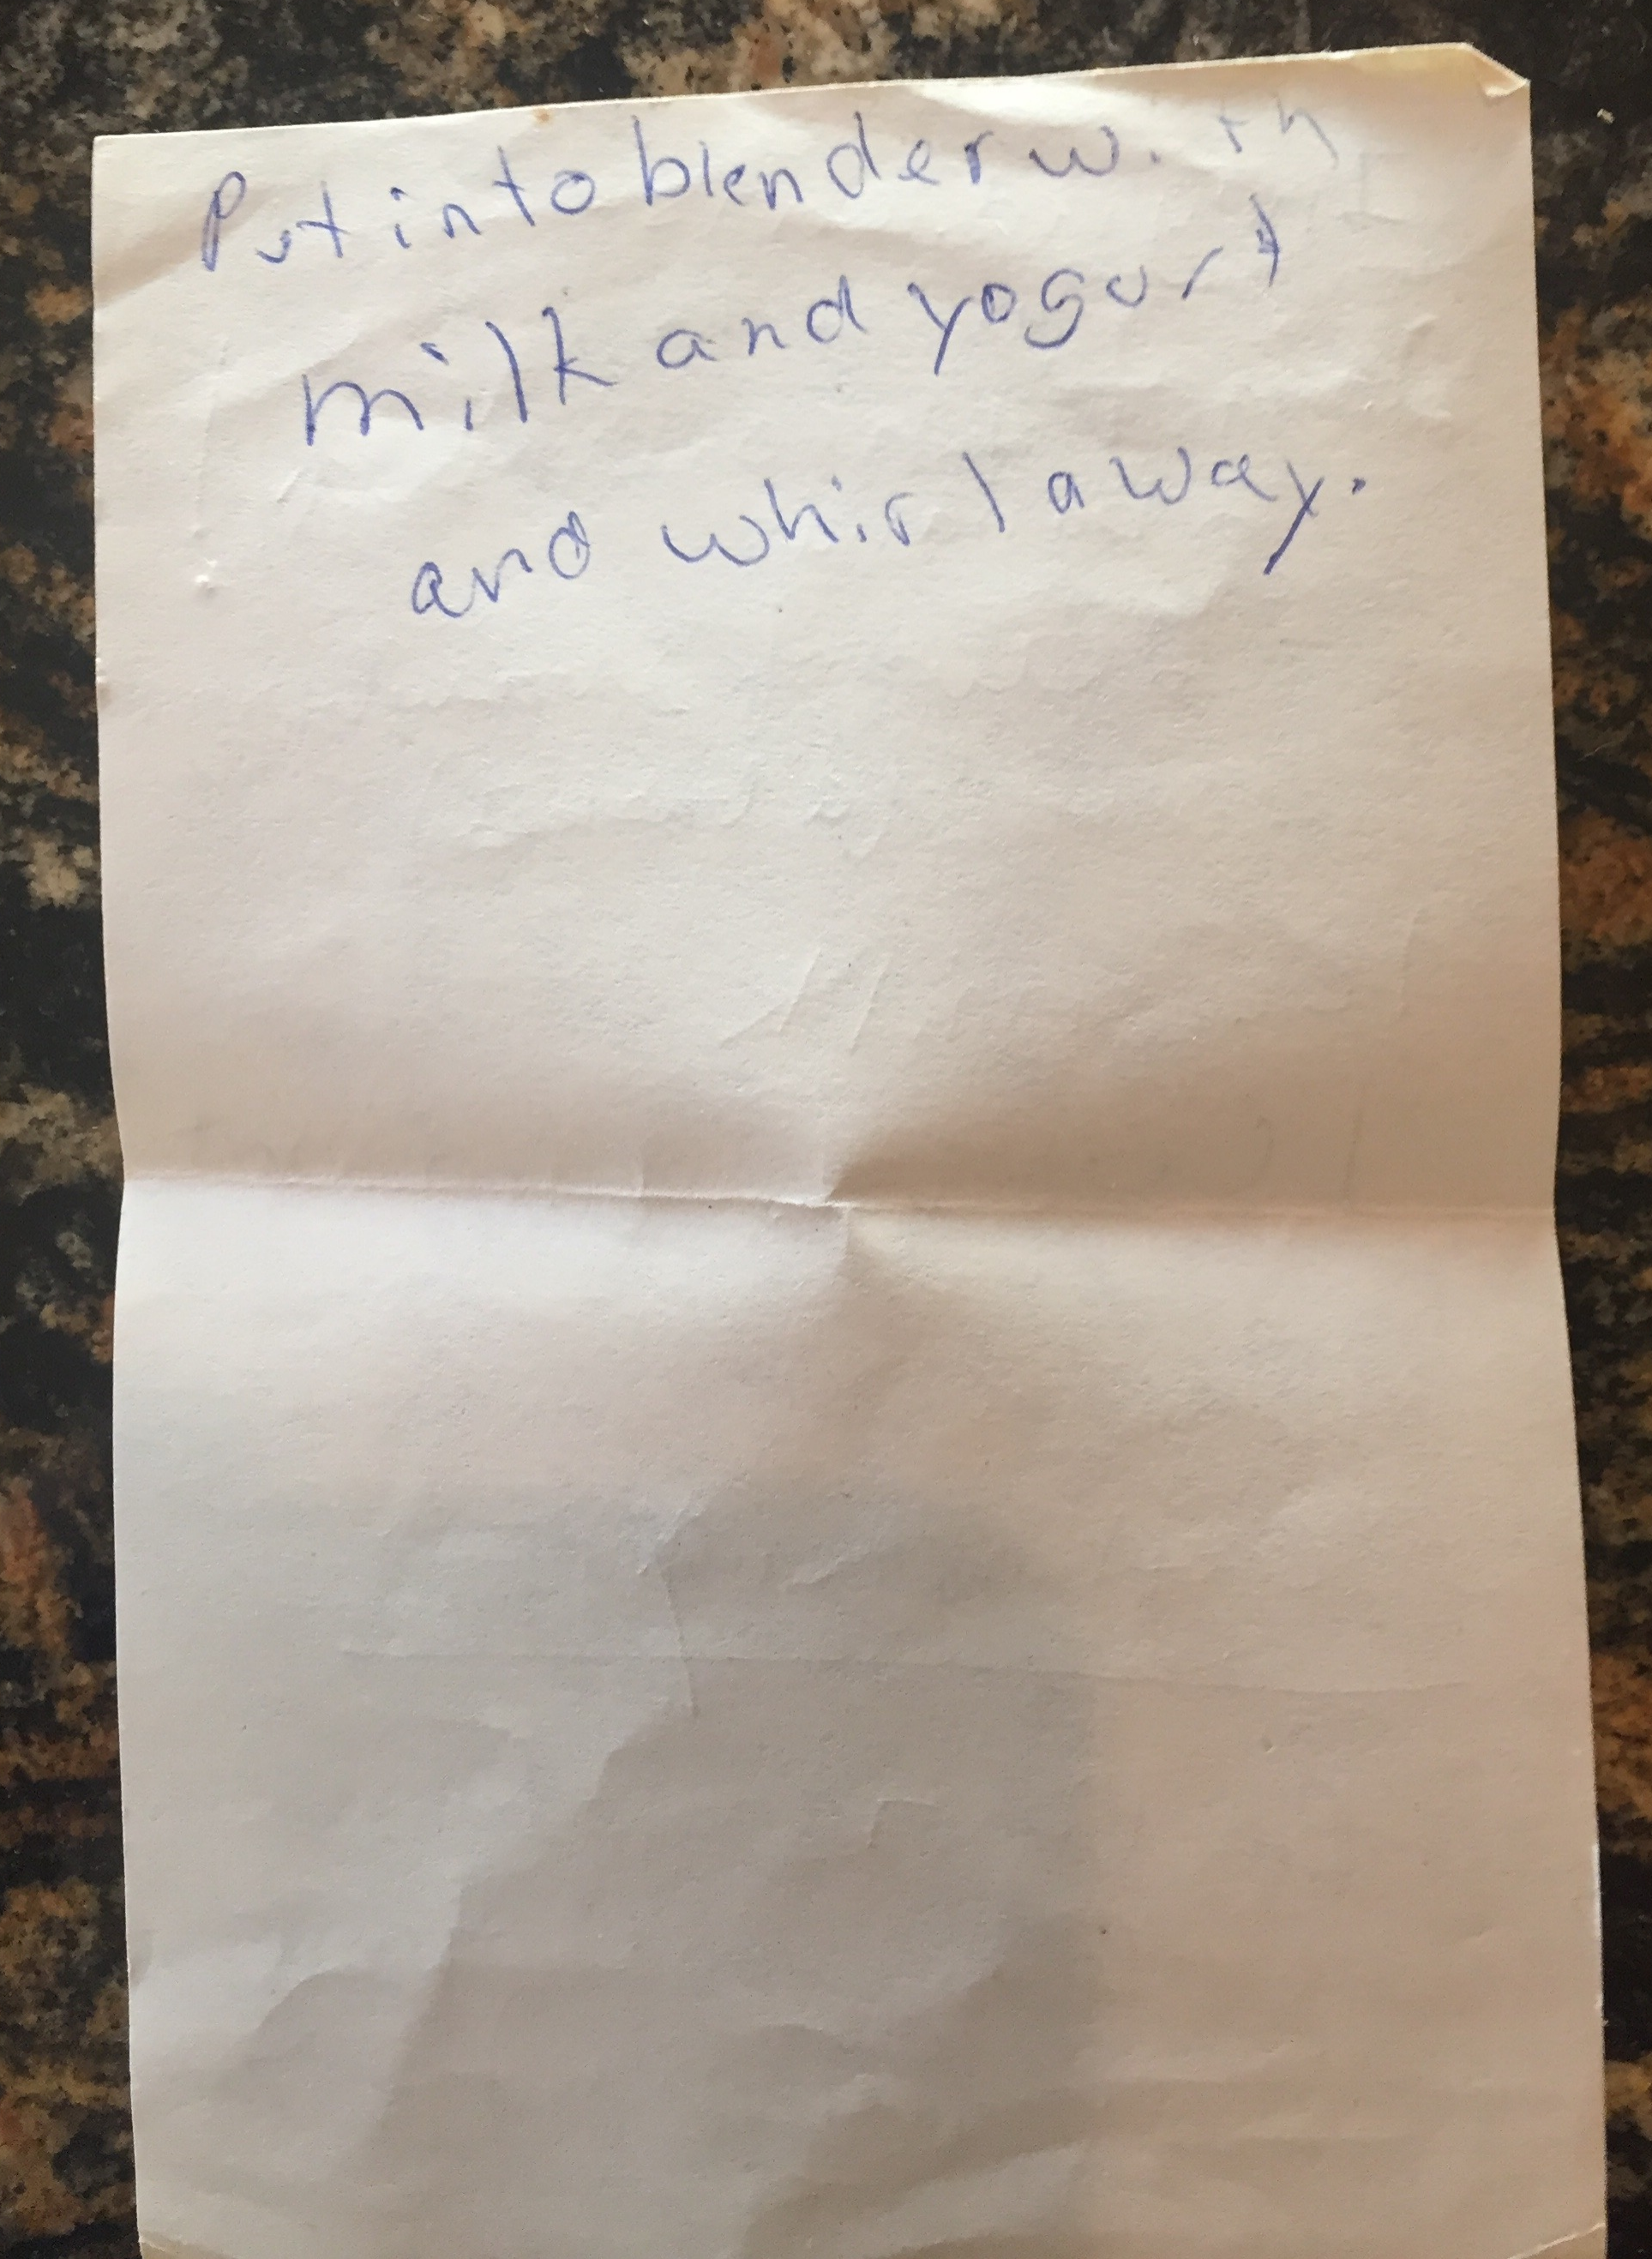 Put into blender with
milk and yogurt
and whirl away.